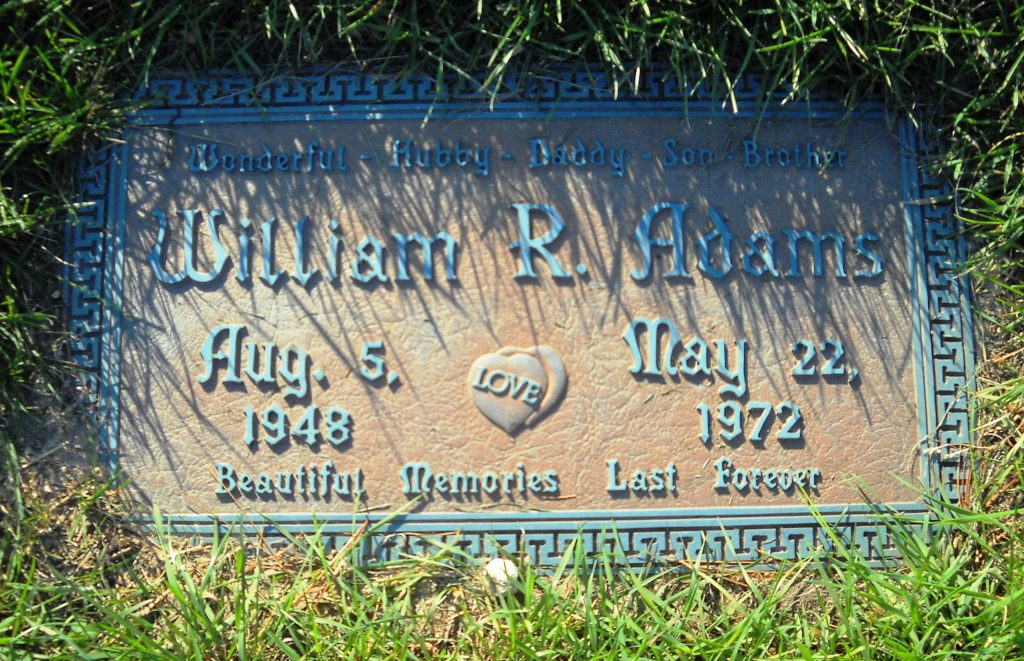 Wonderful - Hubby - Daddy - Son - Brother
William R. Adams
Aug. 5, 1948
LOVE
May 22, 1972
Beautiful Memories Last Forever